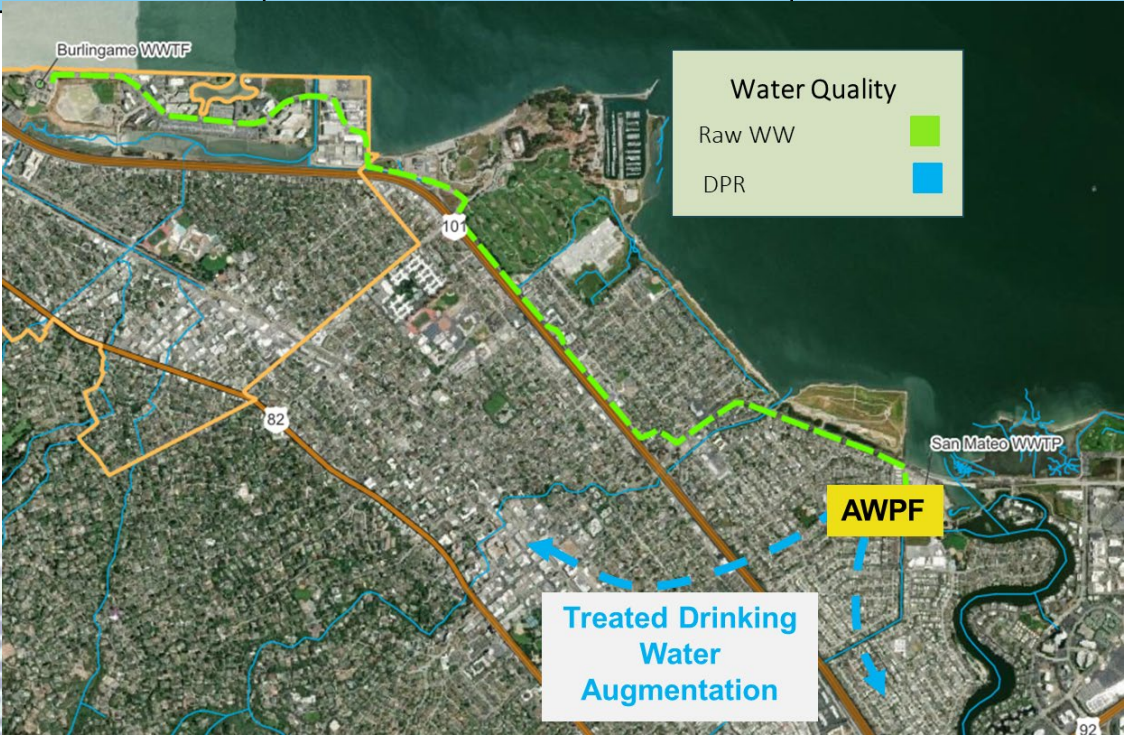 Burlingame WWTF
Water Quality
Raw WW
DPR
101
82
San Mateo WWTP
AWPF
Treated Drinking
Water
Augmentation
92